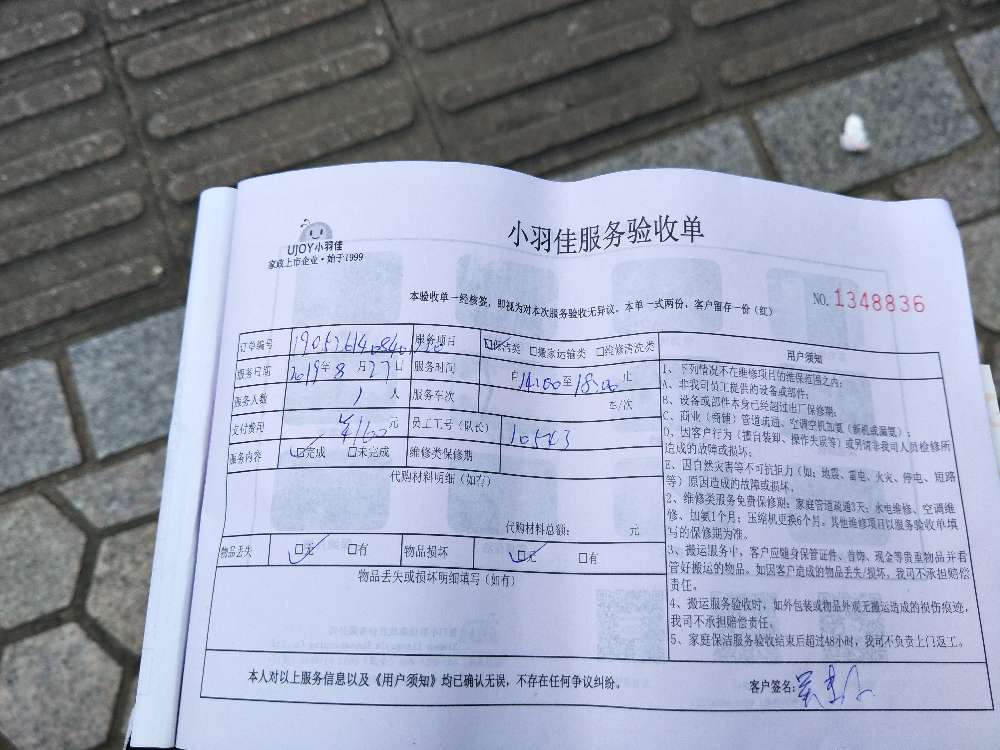 小羽佳服务验收单
UJOY小羽佳
家政上市企业·始于1999
本验收单一经核签，即视为对本次服务验收无异议。本单一式两份，客户留存一份（红）
NO.1348836
订单编号 服务项目 ☑保洁类 □搬家运输类 □维修清洗类
服务日期 2019年8月27日 服务时间 自14:00至18:00止
服务人数 1人 服务车次 车/次
支付费用 元 员工工号（队长） 10543
服务内容 ☑完成 □未完成 维修类保修期
代购材料明细（如有）
代购材料总额： 元
物品丢失 ☑无 □有 物品损坏 ☑无 □有
物品丢失或损坏明细填写（如有）
用户须知
1、下列情况不在维修项目的维保范围之内：
A、非我司员工提供的设备或部件；
B、设备或部件本身已经超过出厂保修期；
C、商业（商铺）管道疏通、空调空机加氟（新机或漏氟）；
D、因客户行为（擅自装卸、操作失误等）或另请非我司人员检修所
造成的故障或损坏；
E、因自然灾害等不可抗拒力（如：地震、雷电、火灾、停电、短路
等）原因造成的故障或损坏。
2、维修类服务免费保修期：家庭管道疏通3天；水电维修、空调维
修、加氟1个月；压缩机更换6个月。其他维修项目以服务验收单填
写的保修期为准。
3、搬运服务中，客户应随身保管证件、首饰、现金等贵重物品并看
管好搬运的物品。如因客户造成的物品丢失/损坏，我司不承担赔偿
责任。
4、搬运服务验收时，如外包装或物品外观无搬运造成的损伤痕迹，
我司不承担赔偿责任。
5、家庭保洁服务验收结束后超过48小时，我司不负责上门返工。
本人对以上服务信息以及《用户须知》均已确认无误，不存在任何争议纠纷。 客户签名：